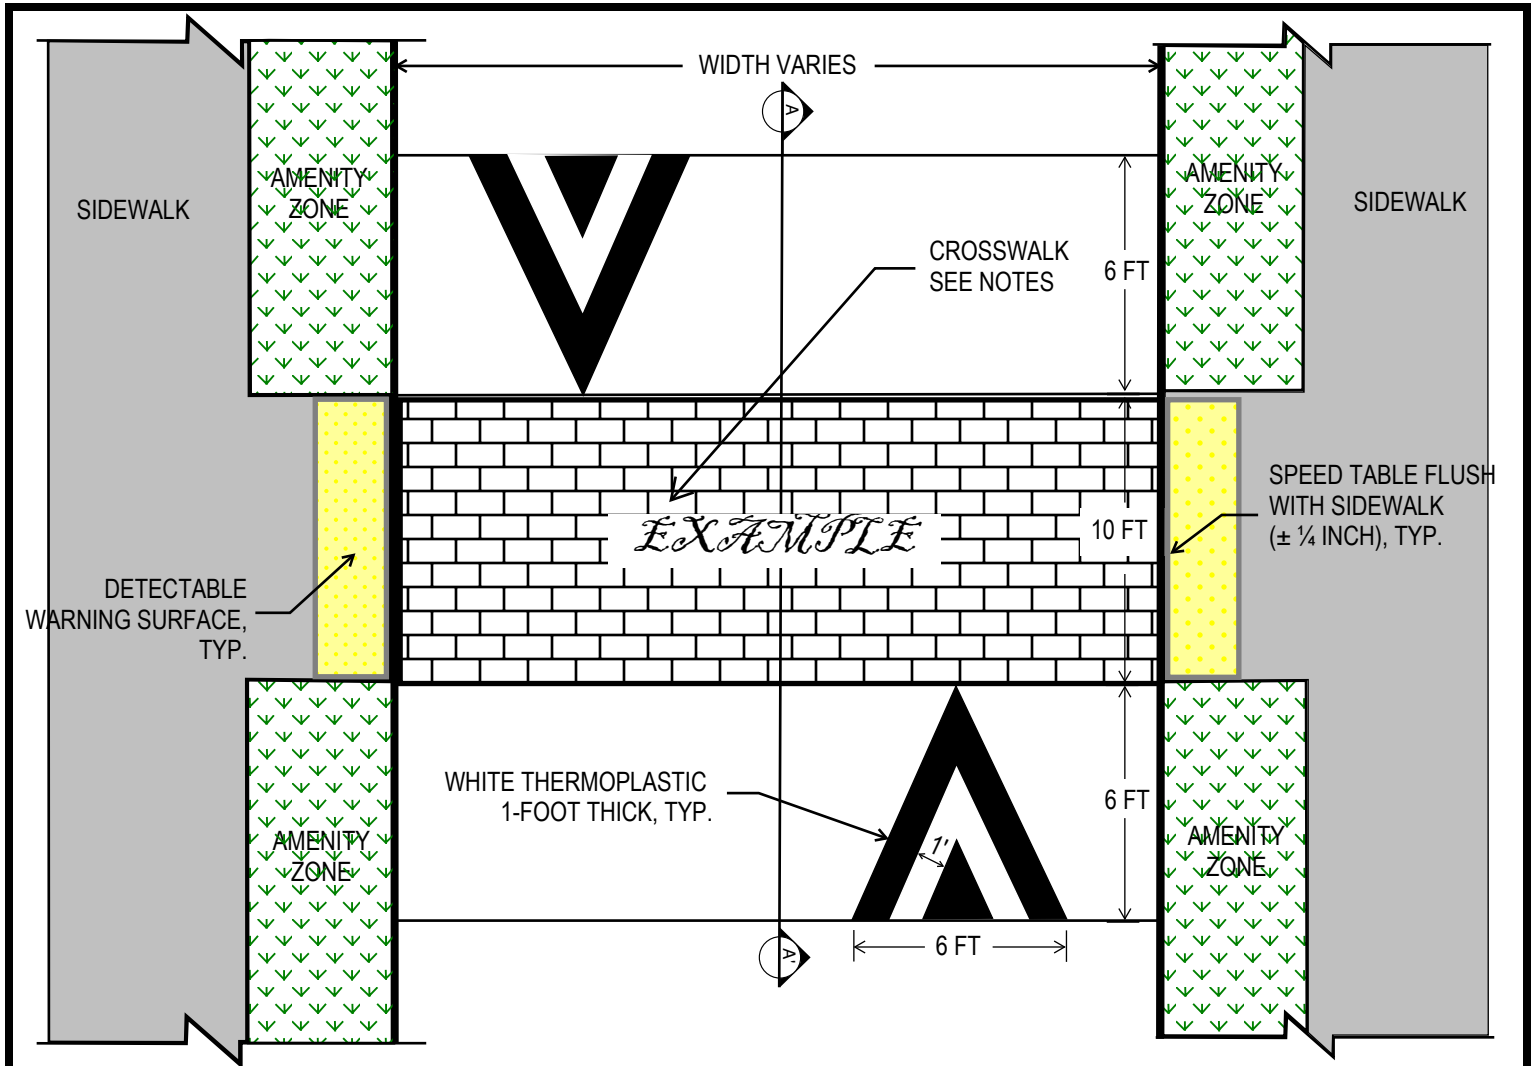 WIDTH VARIES
A
SIDEWALK
AMENITY
ZONE
AMENITY
ZONE
SIDEWALK
CROSSWALK
SEE NOTES
6 FT
EXAMPLE
10 FT
SPEED TABLE FLUSH
WITH SIDEWALK
(± ¼ INCH), TYP.
DETECTABLE
WARNING SURFACE,
TYP.
WHITE THERMOPLASTIC
1-FOOT THICK, TYP.
1'
6 FT
AMENITY
ZONE
AMENITY
ZONE
6 FT
A'